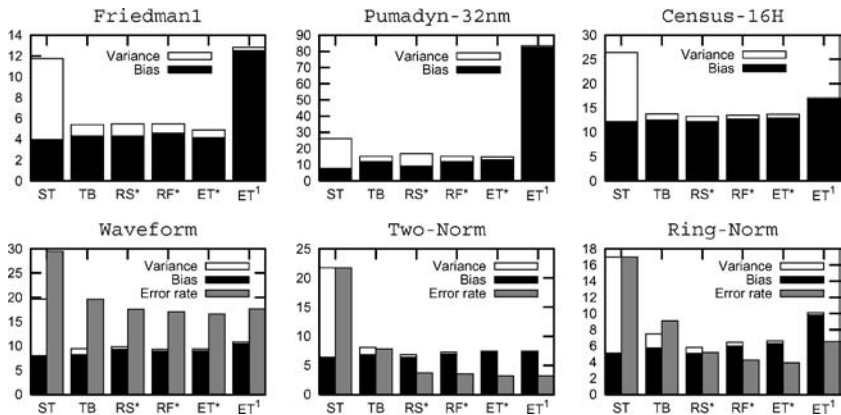 Friedman1
14
12
10
8
6
4
2
0
Variance
Bias
ST TB RS* RF* ET* ET1
Pumadyn-32nm
90
80
70
60
50
40
30
20
10
0
Variance
Bias
ST TB RS* RF* ET* ET1
Census-16H
30
25
20
15
10
5
0
Variance
Bias
ST TB RS* RF* ET* ET1
Waveform
30
25
20
15
10
5
0
Variance
Bias
Error rate
ST TB RS* RF* ET* ET1
Two-Norm
25
20
15
10
5
0
Variance
Bias
Error rate
ST TB RS* RF* ET* ET1
Ring-Norm
18
16
14
12
10
8
6
4
2
0
Variance
Bias
Error rate
ST TB RS* RF* ET* ET1